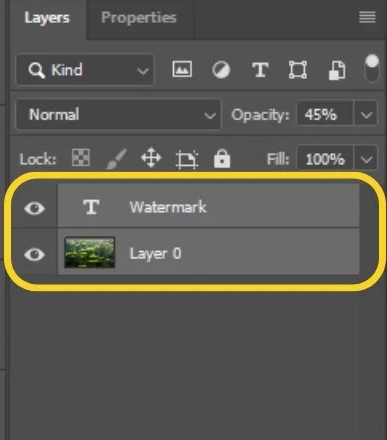 Layers Properties
Kind
Normal Opacity: 45%
Lock: Fill: 100%
T Watermark
Layer 0